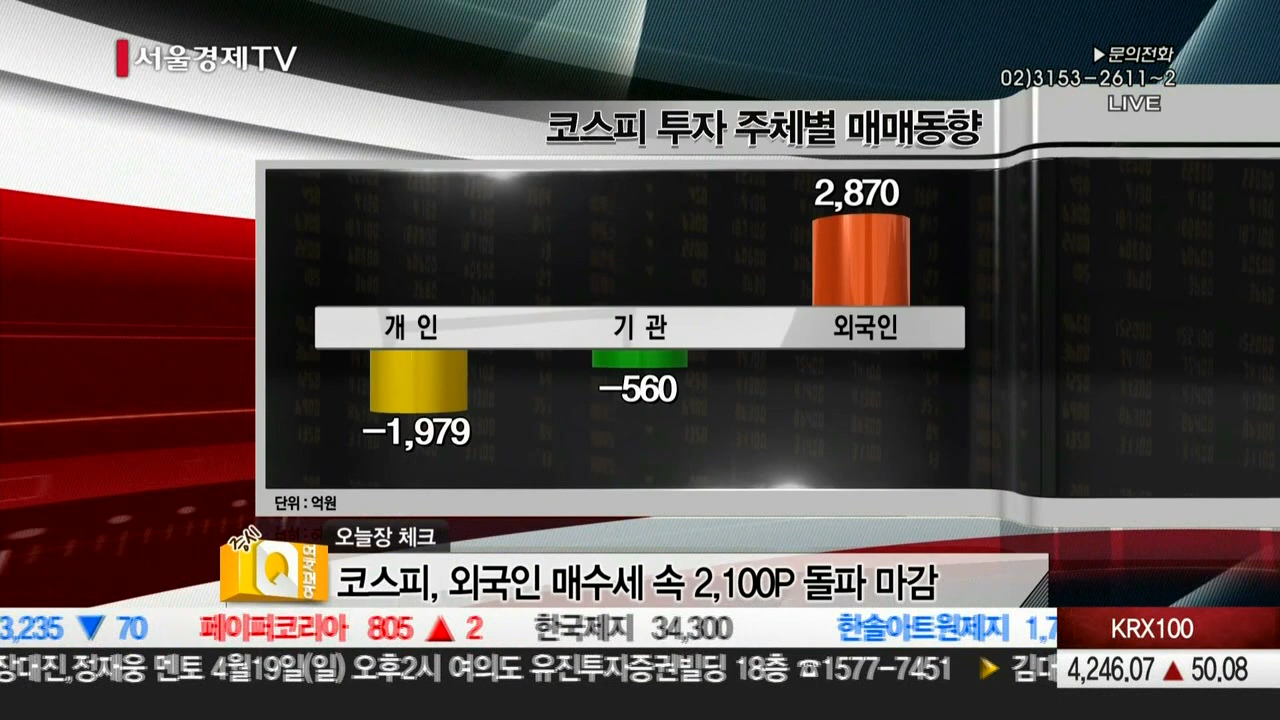 서울경제TV
▶문의전화
02)3153-2611~2
LIVE
코스피 투자 주체별 매매동향
2,870
개 인 기 관 외국인
-560
-1,979
단위 : 억원
증시
Q
오늘장 체크
코스피, 외국인 매수세 속 2,100P 돌파 마감
3,235 ▼ 70 페이퍼코리아 805 ▲ 2 한국제지 34,300 한솔아트원제지 1,7
KRX100
장대진,정재웅 멘토 4월19일(일) 오후2시 여의도 유진투자증권빌딩 18층 ☎1577-7451 ▶ 김대
4,246.07 ▲ 50.08